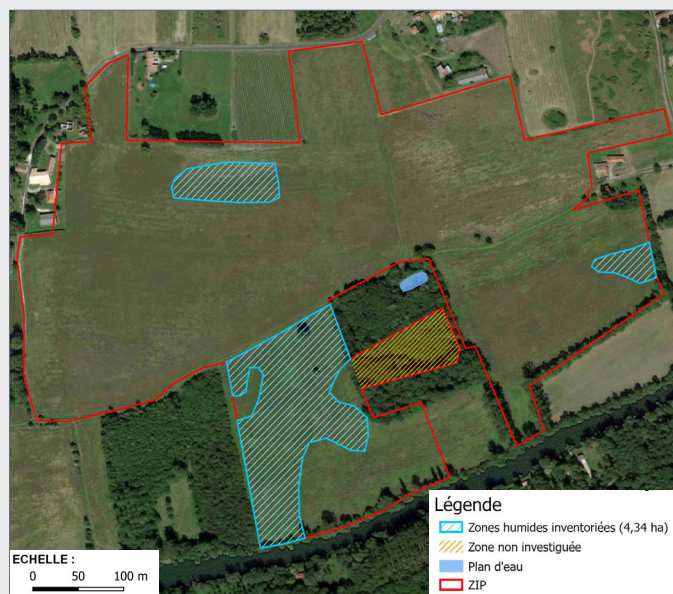 Légende
Zones humides inventoriées (4,34 ha)
Zone non investiguée
Plan d'eau
ZIP
ECHELLE :
0 50 100 m